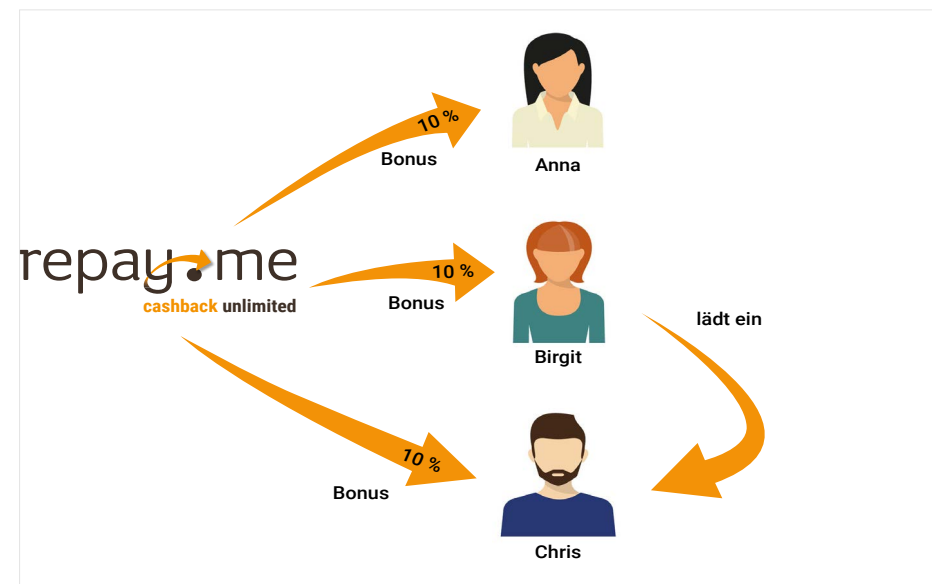 10 %
Bonus
Anna
repay.me
cashback unlimited
10 %
Bonus
Birgit
lädt ein
10 %
Bonus
Chris